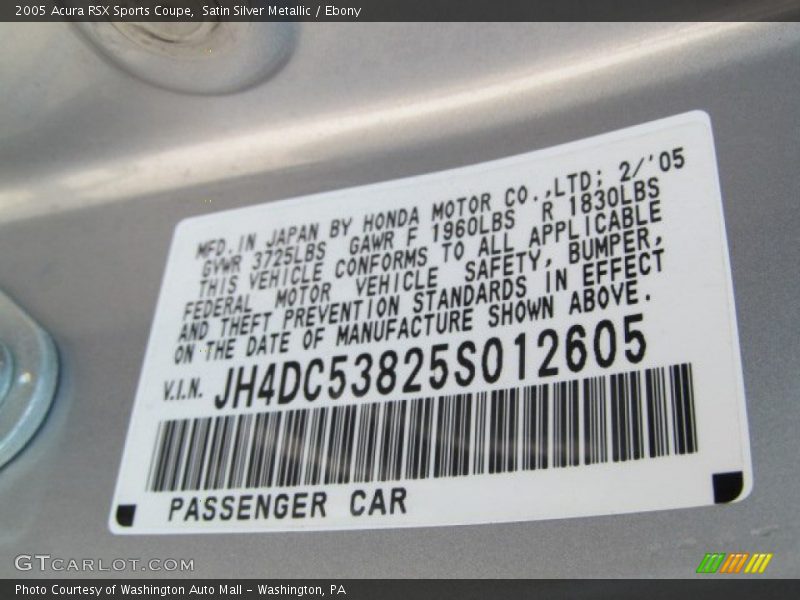 2005 Acura RSX Sports Coupe, Satin Silver Metallic / Ebony
MFD. IN JAPAN BY HONDA MOTOR CO.,LTD; 2/'05
GVWR 3725LBS GAWR F 1960LBS R 1830LBS
THIS VEHICLE CONFORMS TO ALL APPLICABLE
FEDERAL MOTOR VEHICLE SAFETY, BUMPER,
AND THEFT PREVENTION STANDARDS IN EFFECT
ON THE DATE OF MANUFACTURE SHOWN ABOVE.
V.I.N. JH4DC53825S012605
PASSENGER CAR
GTCARLOT.COM
Photo Courtesy of Washington Auto Mall - Washington, PA